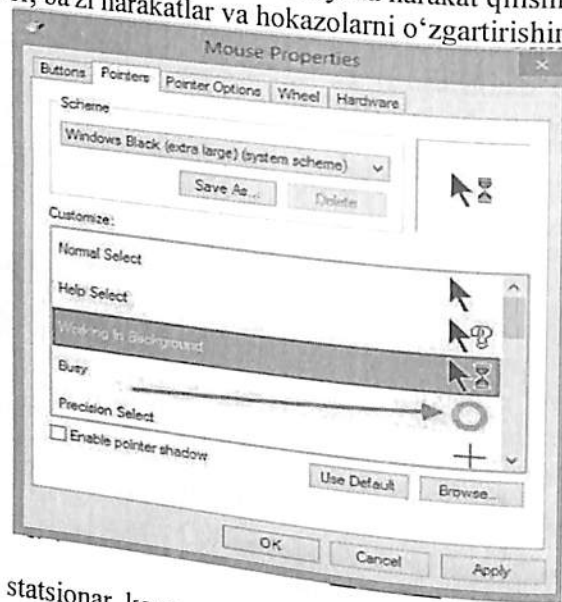 ba'zi harakatlar va hokazolarni o‘zgartirishin
Mouse Properties
Buttons Pointers Pointer Options Wheel Hardware
Scheme
Windows Black (extra large) (system scheme)
Save As... Delete
Customize:
Normal Select
Help Select
Working In Background
Busy
Precision Select
Enable pointer shadow
Use Default Browse...
OK Cancel Apply
statsionar